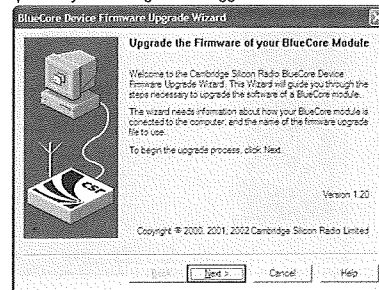 BlueCore Device Firmware Upgrade Wizard
Upgrade the Firmware of your BlueCore Module
Welcome to the Cambridge Silicon Radio BlueCore Device
Firmware Upgrade Wizard. This Wizard will guide you through the
steps necessary to upgrade the software of a BlueCore module.
The wizard needs information about how your BlueCore module is
connected to the computer, and the name of the firmware upgrade
file to use.
To begin the upgrade process, click Next.
CSR
Version 1.20
Copyright © 2000, 2001, 2002 Cambridge Silicon Radio Limited
Next >
Cancel
Help